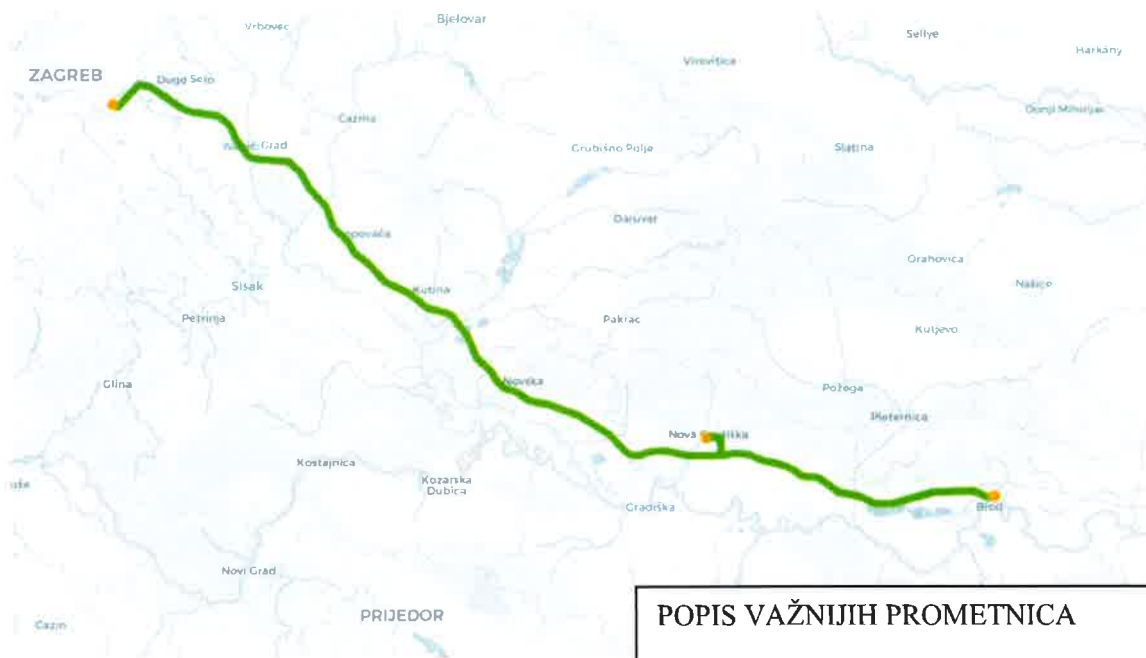 Bjelovar
Vrbovec
Sellye
Harkány
Virovitica
ZAGREB
Dugo Selo
Čazma
Donji Miholjac
Grad
Grubišno Polje
Slatina
Daruvar
Popovača
Orahovica
Sisak
Našice
Kutina
Petrinja
Pakrac
Kutjevo
Glina
Novska
Požega
Nova
Kostajnica
Kozarska
Dubica
Gradiška
Brod
Novi Grad
PRIJEDOR
Cazin
POPIS VAŽNIJIH PROMETNICA